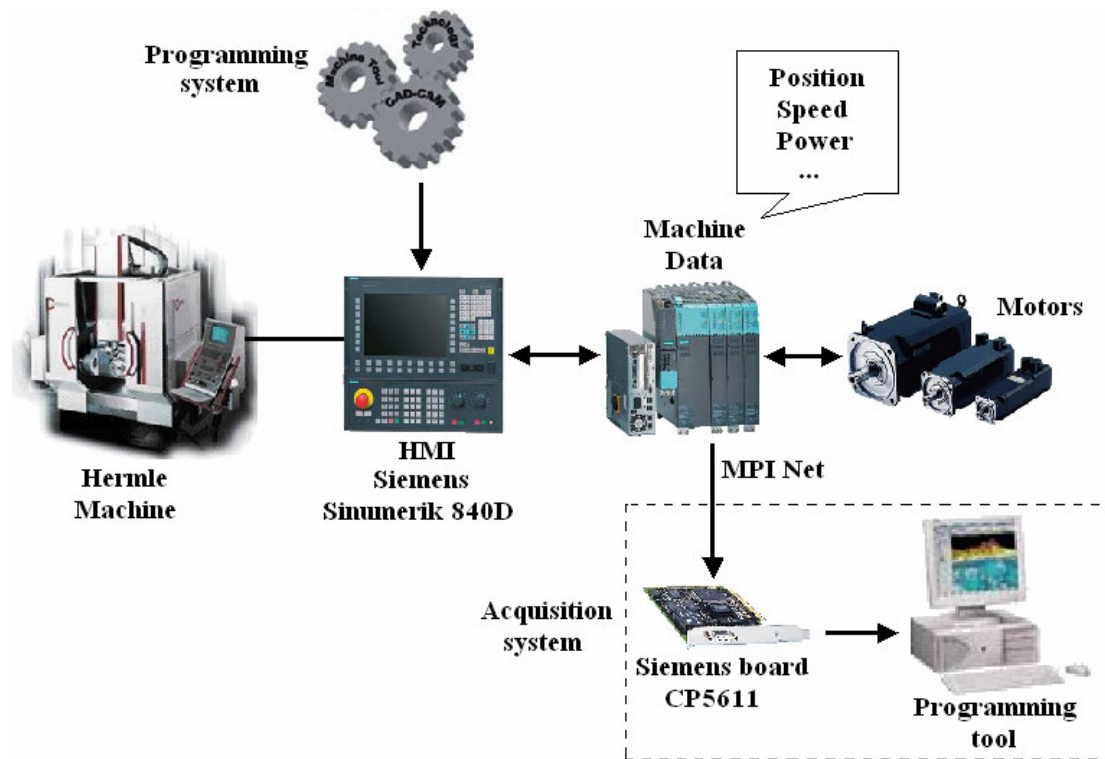 Programming
system
Technology
Machine Tool
CAD-CAM
Position
Speed
Power
...
Machine
Data
Motors
Hermle
Machine
HMI
Siemens
Sinumerik 840D
MPI Net
Acquisition
system
Siemens board
CP5611
Programming
tool